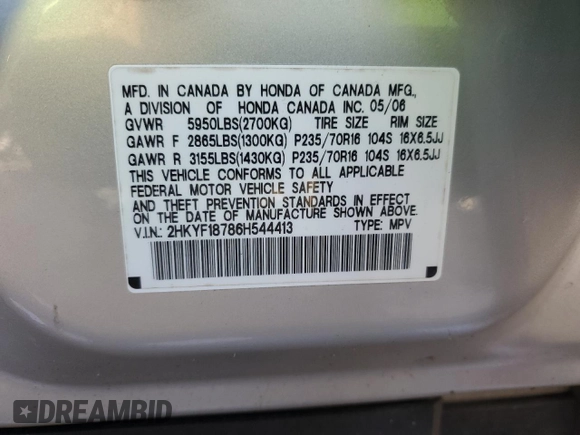 MFD. IN CANADA BY HONDA OF CANADA MFG.,
A DIVISION OF HONDA CANADA INC. 05/06
GVWR 5950LBS(2700KG) TIRE SIZE RIM SIZE
GAWR F 2865LBS(1300KG) P235/70R16 104S 16X6.5JJ
GAWR R 3155LBS(1430KG) P235/70R16 104S 16X6.5JJ
THIS VEHICLE CONFORMS TO ALL APPLICABLE
FEDERAL MOTOR VEHICLE SAFETY
AND THEFT PREVENTION STANDARDS IN EFFECT
ON THE DATE OF MANUFACTURE SHOWN ABOVE.
V.I.N.: 2HKYF18786H544413 TYPE: MPV
DREAMBID